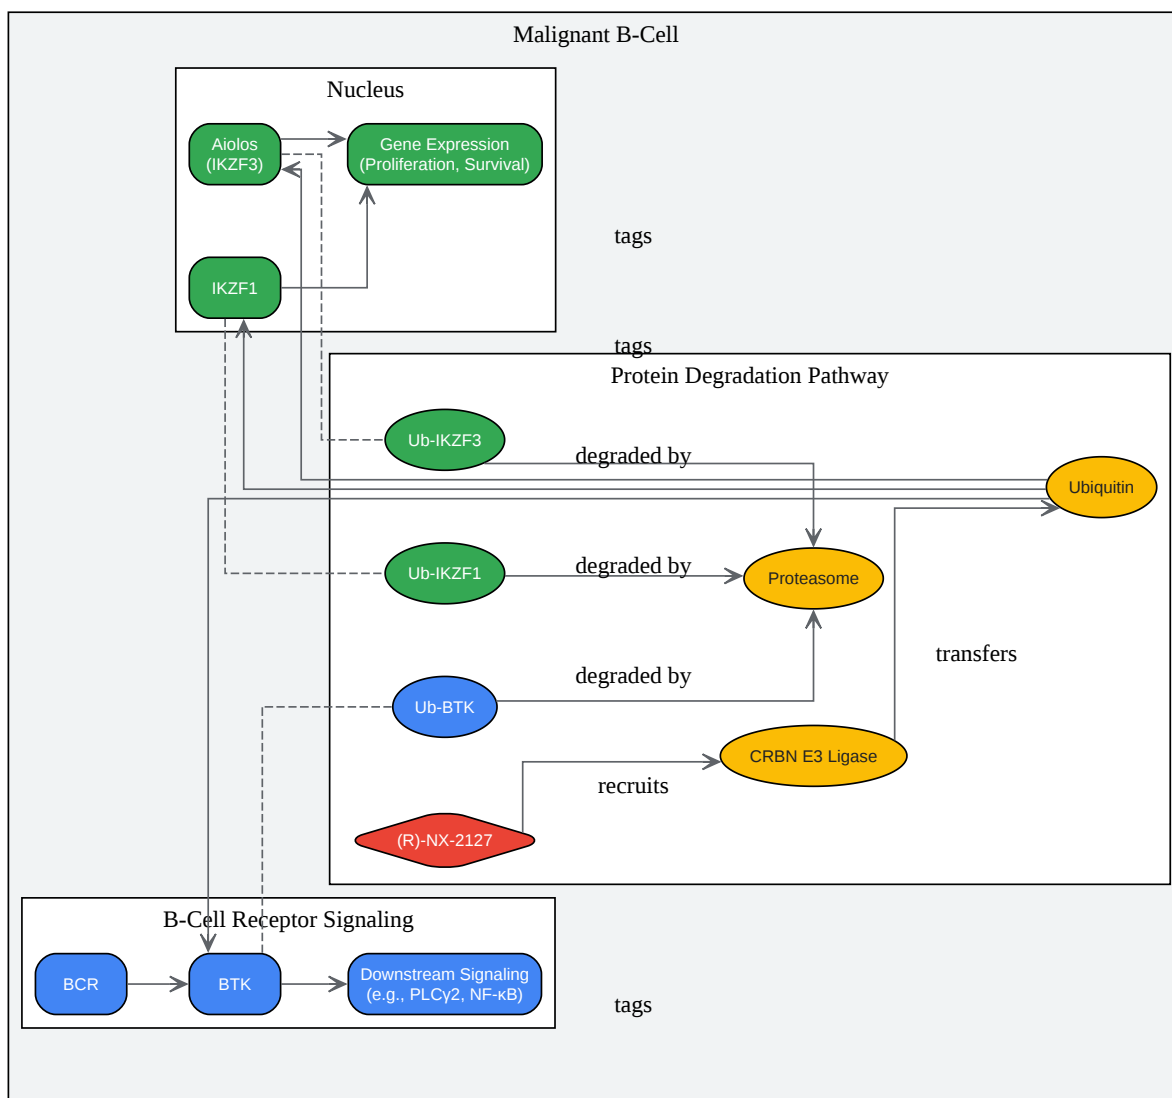 Malignant B-Cell
Nucleus
Aiolos
(IKZF3)
Gene Expression
(Proliferation, Survival)
tags
IKZF1
tags
Protein Degradation Pathway
Ub-IKZF3
degraded by
Ubiquitin
Ub-IKZF1
degraded by
Proteasome
transfers
degraded by
Ub-BTK
CRBN E3 Ligase
recruits
(R)-NX-2127
B-Cell Receptor Signaling
BCR
BTK
Downstream Signaling
(e.g., PLCγ2, NF-κB)
tags